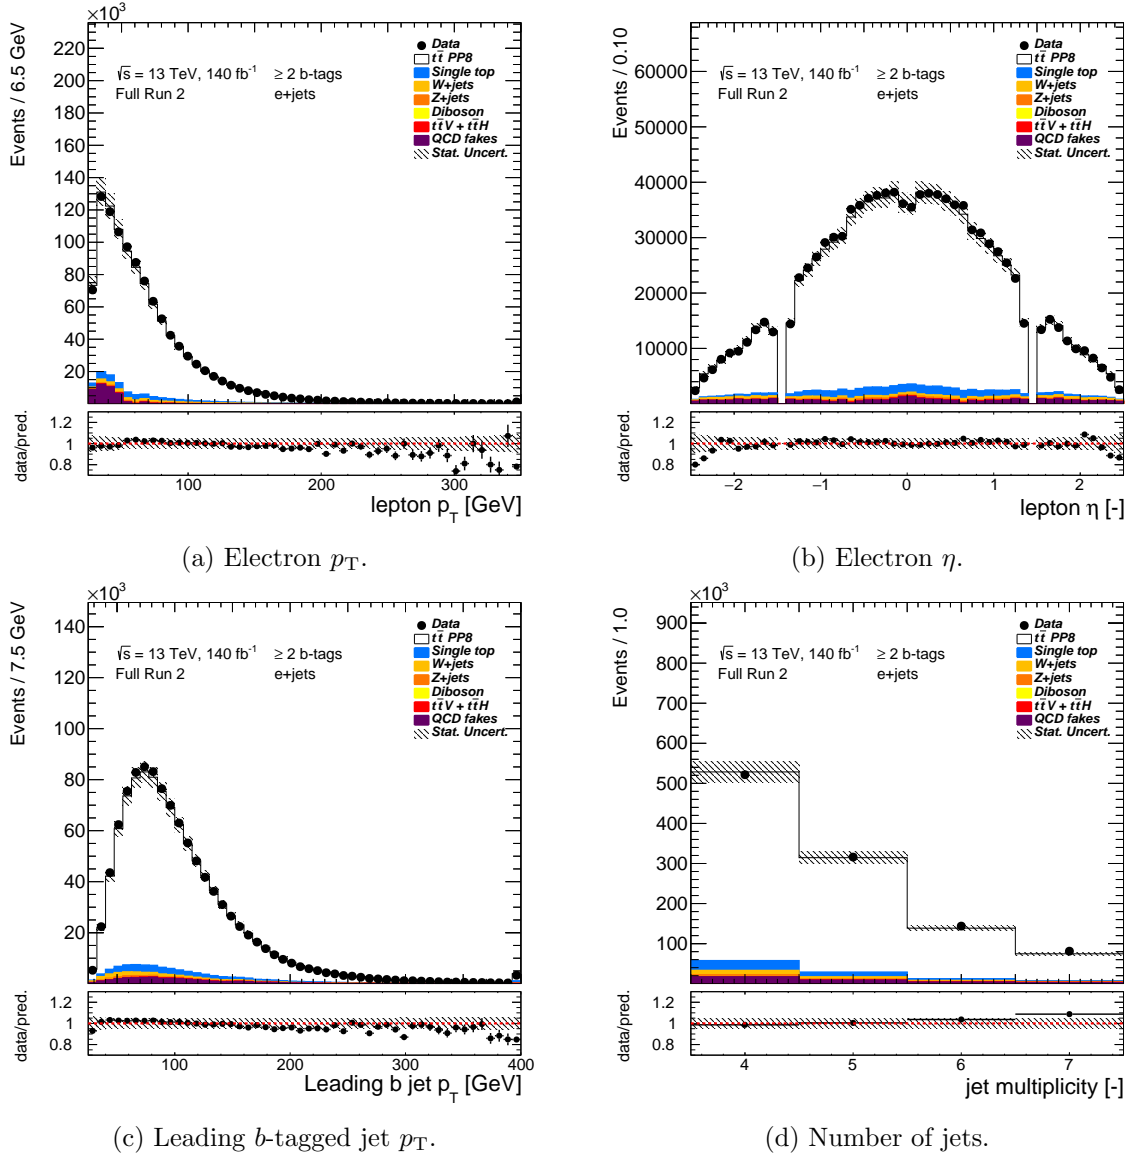 ×10³
Events / 6.5 GeV
220
200
180
160
140
120
100
80
60
40
20
√s = 13 TeV, 140 fb⁻¹ ≥ 2 b-tags
Full Run 2 e+jets
Data
tt̄ PP8
Single top
W+jets
Z+jets
Diboson
tt̄V + tt̄H
QCD fakes
Stat. Uncert.
data/pred.
1.2
1
0.8
100 200 300
lepton p_T [GeV]
(a) Electron p_T.
Events / 0.10
60000
50000
40000
30000
20000
10000
√s = 13 TeV, 140 fb⁻¹ ≥ 2 b-tags
Full Run 2 e+jets
Data
tt̄ PP8
Single top
W+jets
Z+jets
Diboson
tt̄V + tt̄H
QCD fakes
Stat. Uncert.
data/pred.
1.2
1
0.8
−2 −1 0 1 2
lepton η [-]
(b) Electron η.
×10³
Events / 7.5 GeV
140
120
100
80
60
40
20
√s = 13 TeV, 140 fb⁻¹ ≥ 2 b-tags
Full Run 2 e+jets
Data
tt̄ PP8
Single top
W+jets
Z+jets
Diboson
tt̄V + tt̄H
QCD fakes
Stat. Uncert.
data/pred.
1.2
1
0.8
100 200 300 400
Leading b jet p_T [GeV]
(c) Leading b-tagged jet p_T.
×10³
Events / 1.0
900
800
700
600
500
400
300
200
100
√s = 13 TeV, 140 fb⁻¹ ≥ 2 b-tags
Full Run 2 e+jets
Data
tt̄ PP8
Single top
W+jets
Z+jets
Diboson
tt̄V + tt̄H
QCD fakes
Stat. Uncert.
data/pred.
1.2
1
0.8
4 5 6 7
jet multiplicity [-]
(d) Number of jets.